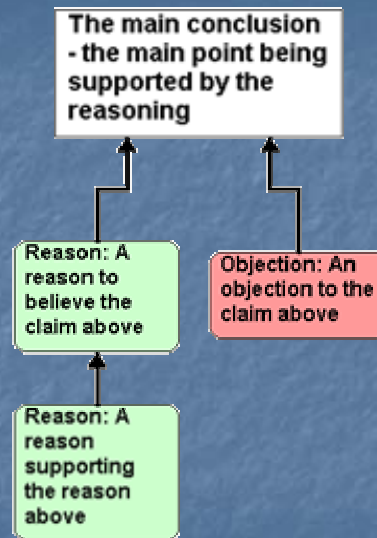 The main conclusion
- the main point being
supported by the
reasoning
Reason: A
reason to
believe the
claim above
Objection: An
objection to the
claim above
Reason: A
reason
supporting
the reason
above